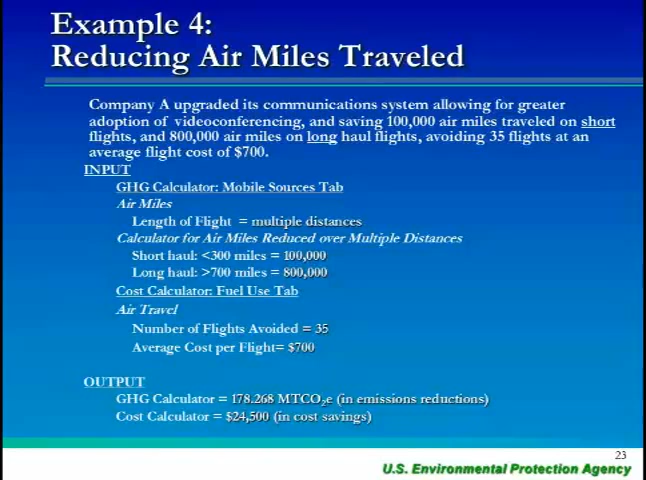 Example 4:
Reducing Air Miles Traveled
Company A upgraded its communications system allowing for greater
adoption of videoconferencing, and saving 100,000 air miles traveled on short
flights, and 800,000 air miles on long haul flights, avoiding 35 flights at an
average flight cost of $700.
INPUT
GHG Calculator: Mobile Sources Tab
Air Miles
Length of Flight = multiple distances
Calculator for Air Miles Reduced over Multiple Distances
Short haul: <300 miles = 100,000
Long haul: >700 miles = 800,000
Cost Calculator: Fuel Use Tab
Air Travel
Number of Flights Avoided = 35
Average Cost per Flight= $700
OUTPUT
GHG Calculator = 178.268 MTCO₂e (in emissions reductions)
Cost Calculator = $24,500 (in cost savings)
23
U.S. Environmental Protection Agency